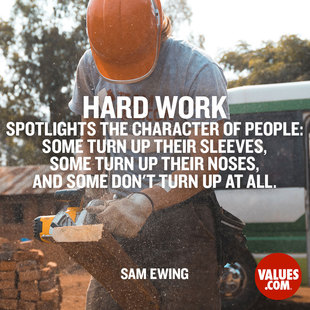 HARD WORK
SPOTLIGHTS THE CHARACTER OF PEOPLE:
SOME TURN UP THEIR SLEEVES,
SOME TURN UP THEIR NOSES,
AND SOME DON'T TURN UP AT ALL.
SAM EWING
VALUES
.COM.